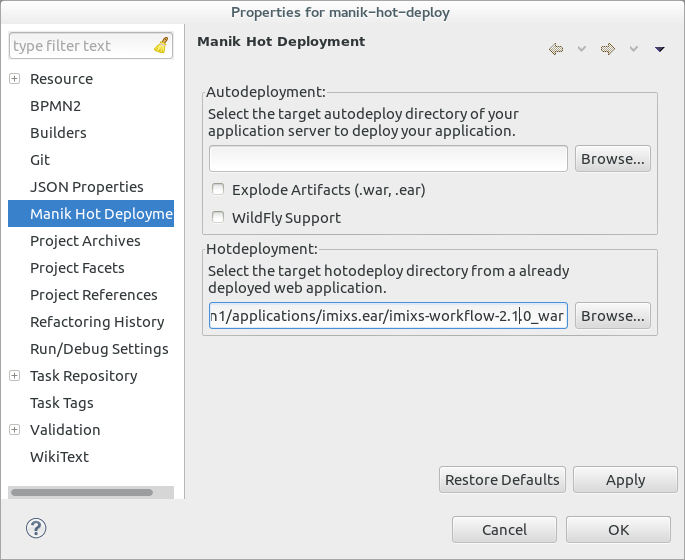 Properties for manik-hot-deploy
type filter text
Resource
BPMN2
Builders
Git
JSON Properties
Manik Hot Deployme
Project Archives
Project Facets
Project References
Refactoring History
Run/Debug Settings
Task Repository
Task Tags
Validation
WikiText
Manik Hot Deployment
Autodeployment:
Select the target autodeploy directory of your
application server to deploy your application.
Browse...
Explode Artifacts (.war, .ear)
WildFly Support
Hotdeployment:
Select the target hotodeploy directory from a already
deployed web application.
n1/applications/imixs.ear/imixs-workflow-2.1.0_war
Browse...
Restore Defaults
Apply
?
Cancel
OK